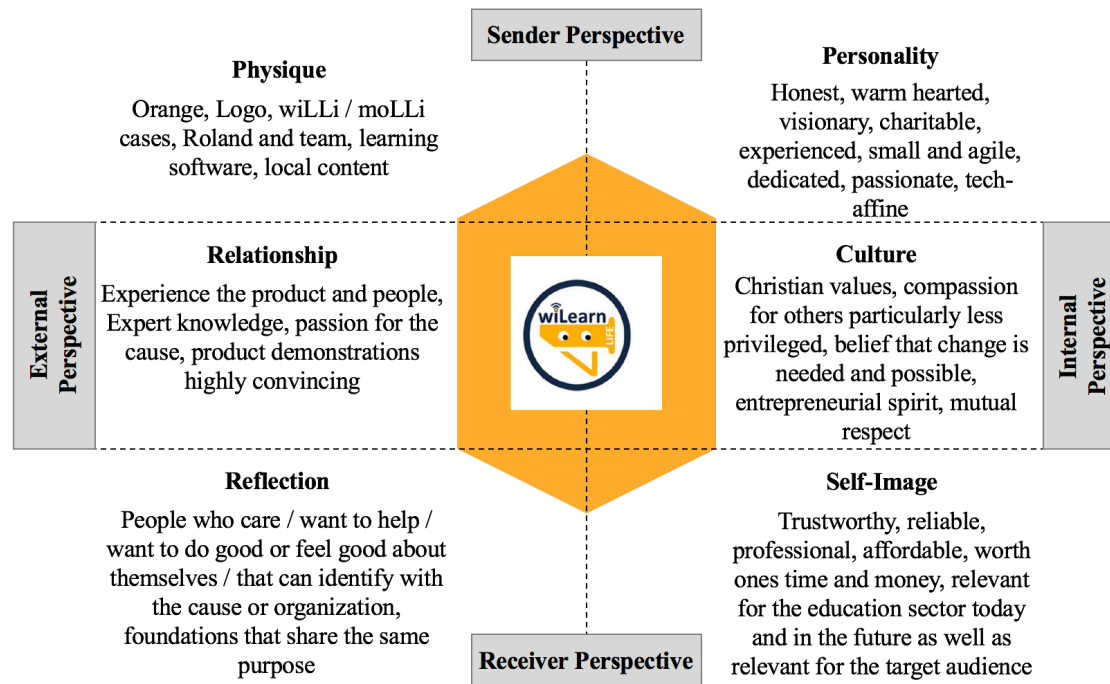 Sender Perspective
Physique
Orange, Logo, wiLLi / moLLi
cases, Roland and team, learning
software, local content
Personality
Honest, warm hearted,
visionary, charitable,
experienced, small and agile,
dedicated, passionate, tech-
affine
External
Perspective
Relationship
Experience the product and people,
Expert knowledge, passion for the
cause, product demonstrations
highly convincing
wiLearn
LIFE
Culture
Christian values, compassion
for others particularly less
privileged, belief that change is
needed and possible,
entrepreneurial spirit, mutual
respect
Internal
Perspective
Reflection
People who care / want to help /
want to do good or feel good about
themselves / that can identify with
the cause or organization,
foundations that share the same
purpose
Self-Image
Trustworthy, reliable,
professional, affordable, worth
ones time and money, relevant
for the education sector today
and in the future as well as
relevant for the target audience
Receiver Perspective